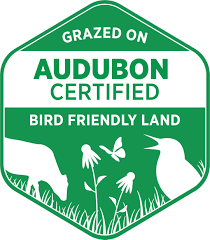 GRAZED ON
AUDUBON
CERTIFIED
BIRD FRIENDLY LAND